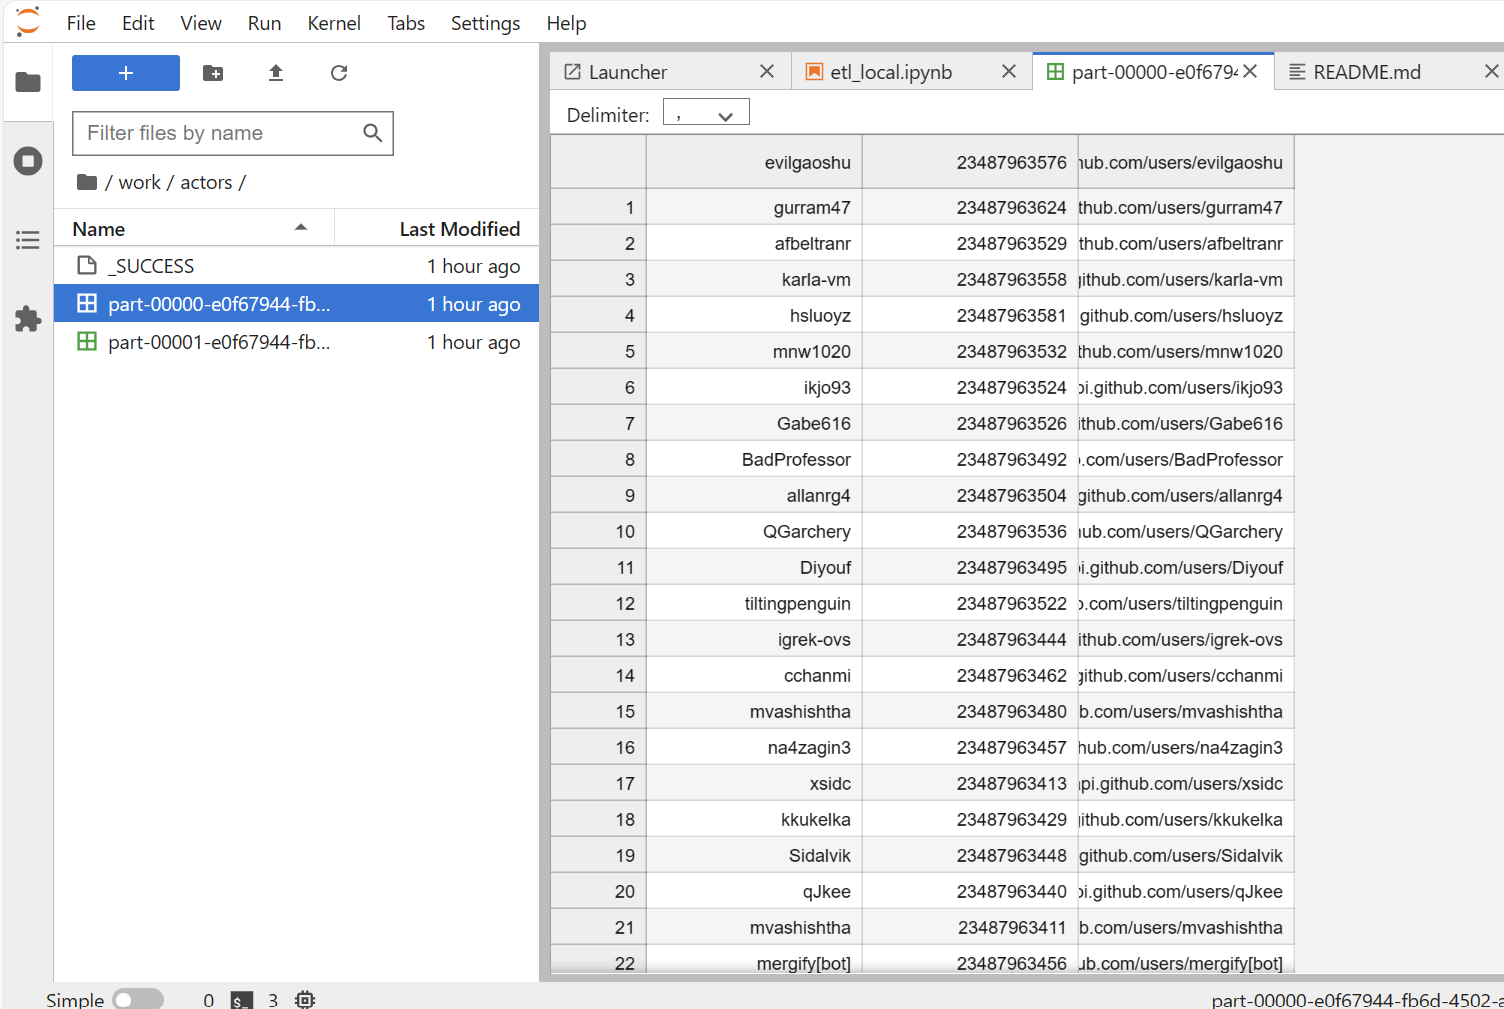 File Edit View Run Kernel Tabs Settings Help
Launcher etl_local.ipynb part-00000-e0f679 README.md
Delimiter: ,
Filter files by name
/ work / actors /
Name Last Modified
_SUCCESS 1 hour ago
part-00000-e0f67944-fb... 1 hour ago
part-00001-e0f67944-fb... 1 hour ago
evilgaoshu 23487963576 hub.com/users/evilgaoshu
1 gurram47 23487963624 thub.com/users/gurram47
2 afbeltranr 23487963529 thub.com/users/afbeltranr
3 karla-vm 23487963558 github.com/users/karla-vm
4 hsluoyz 23487963581 github.com/users/hsluoyz
5 mnw1020 23487963532 thub.com/users/mnw1020
6 ikjo93 23487963524 pi.github.com/users/ikjo93
7 Gabe616 23487963526 ithub.com/users/Gabe616
8 BadProfessor 23487963492 .com/users/BadProfessor
9 allanrg4 23487963504 github.com/users/allanrg4
10 QGarchery 23487963536 ub.com/users/QGarchery
11 Diyouf 23487963495 i.github.com/users/Diyouf
12 tiltingpenguin 23487963522 .com/users/tiltingpenguin
13 igrek-ovs 23487963444 ithub.com/users/igrek-ovs
14 cchanmi 23487963462 github.com/users/cchanmi
15 mvashishtha 23487963480 b.com/users/mvashishtha
16 na4zagin3 23487963457 hub.com/users/na4zagin3
17 xsidc 23487963413 api.github.com/users/xsidc
18 kkukelka 23487963429 github.com/users/kkukelka
19 Sidalvik 23487963448 github.com/users/Sidalvik
20 qJkee 23487963440 pi.github.com/users/qJkee
21 mvashishtha 23487963411 b.com/users/mvashishtha
22 mergify[bot] 23487963456 ub.com/users/mergify[bot]
Simple 0 $_ 3 part-00000-e0f67944-fb6d-4502-a